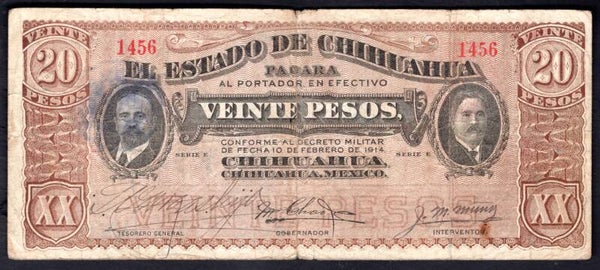 VEINTE
20
PESOS
1456
1456
VEINTE
20
PESOS
EL ESTADO DE CHIHUAHUA
PAGARA
AL PORTADOR EN EFECTIVO
VEINTE PESOS,
CONFORME AL DECRETO MILITAR
DE FECHA 10 DE FEBRERO DE 1914
SERIE E
SERIE E
CHIHUAHUA,
CHIHUAHUA, MEXICO.
VEINTE PESOS
XX
XX
TESORERO GENERAL
GOBERNADOR
INTERVENTOR